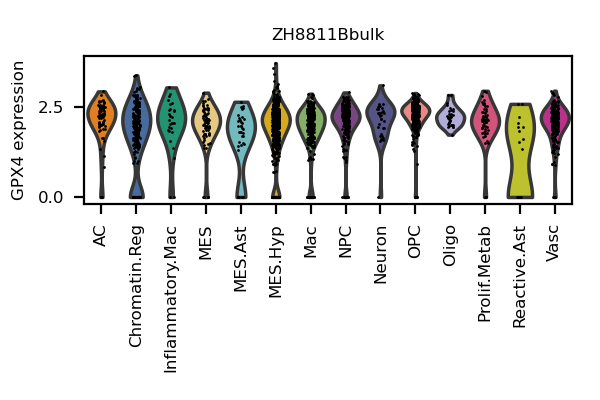 ZH8811Bbulk
GPX4 expression
2.5
0.0
AC
Chromatin.Reg
Inflammatory.Mac
MES
MES.Ast
MES.Hyp
Mac
NPC
Neuron
OPC
Oligo
Prolif.Metab
Reactive.Ast
Vasc